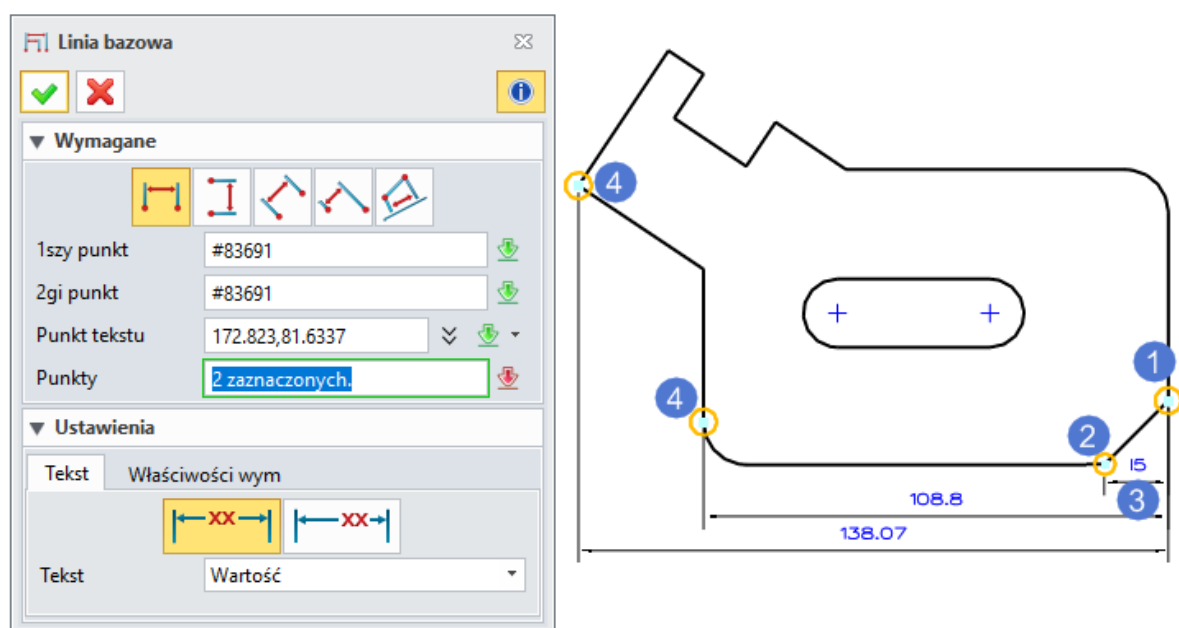 Linia bazowa
Wymagane
1szy punkt #83691
2gi punkt #83691
Punkt tekstu 172.823,81.6337
Punkty 2 zaznaczonych.
Ustawienia
Tekst Właściwości wym
XX XX
Tekst Wartość
4
1
4
2
15
3
108.8
138.07